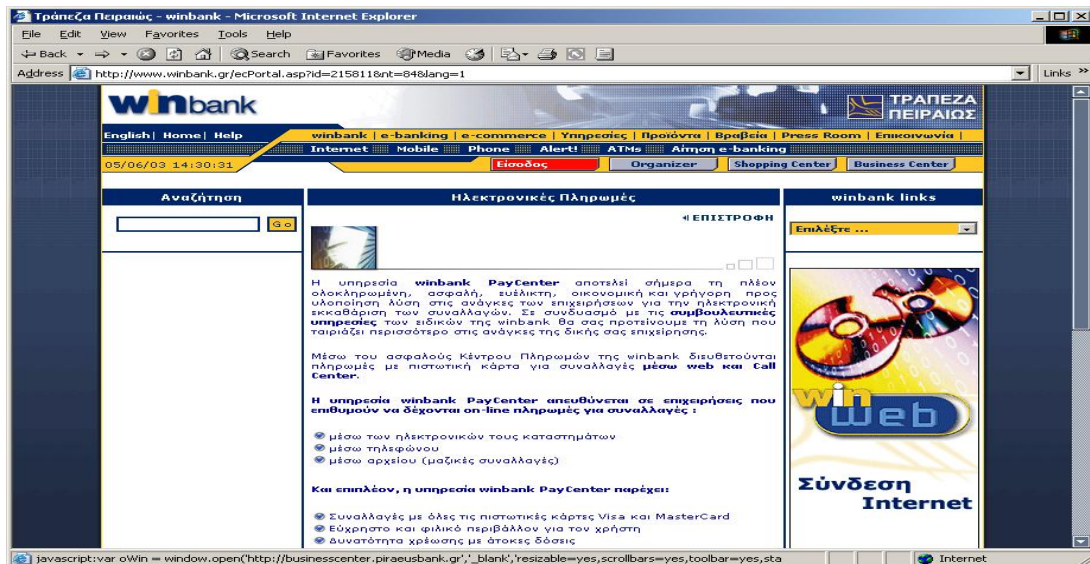 Τράπεζα Πειραιώς - winbank - Microsoft Internet Explorer
File Edit View Favorites Tools Help
Back Search Favorites Media
Address http://www.winbank.gr/ecPortal.asp?id=215811&nt=84&lang=1 Links »
winbank
ΤΡΑΠΕΖΑ
ΠΕΙΡΑΙΩΣ
English| Home| Help
winbank | e-banking | e-commerce | Υπηρεσίες | Προϊόντα | Βραβεία | Press Room | Επικοινωνία |
Internet Mobile Phone Alert! ATMs Αίτηση e-banking
05/06/03 14:30:31
Είσοδος Organizer Shopping Center Business Center
Αναζήτηση
Go
Ηλεκτρονικές Πληρωμές
ΕΠΙΣΤΡΟΦΗ
Η υπηρεσία winbank PayCenter αποτελεί σήμερα τη πλέον
ολοκληρωμένη, ασφαλή, ευέλικτη, οικονομική και γρήγορη προς
υλοποίηση λύση στις ανάγκες των επιχειρήσεων για την ηλεκτρονική
εκκαθάριση των συναλλαγών. Σε συνδυασμό με τις συμβουλευτικές
υπηρεσίες των ειδικών της winbank θα σας προτείνουμε τη λύση που
ταιριάζει περισσότερο στις ανάγκες της δικής σας επιχείρησης.
Μέσω του ασφαλούς Κέντρου Πληρωμών της winbank διευθετούνται
πληρωμές με πιστωτική κάρτα για συναλλαγές μέσω web και Call
Center.
Η υπηρεσία winbank PayCenter απευθύνεται σε επιχειρήσεις που
επιθυμούν να δέχονται on-line πληρωμές για συναλλαγές :
μέσω των ηλεκτρονικών τους καταστημάτων
μέσω τηλεφώνου
μέσω αρχείου (μαζικές συναλλαγές)
Και επιπλέον, η υπηρεσία winbank PayCenter παρέχει:
Συναλλαγές με όλες τις πιστωτικές κάρτες Visa και MasterCard
Εύχρηστο και φιλικό περιβάλλον για τον χρήστη
Δυνατότητα χρέωσης με άτοκες δόσεις
winbank links
Επιλέξτε ...
win
web
Σύνδεση
Internet
javascript:var oWin = window.open('http://businesscenter.piraeusbank.gr','_blank','resizable=yes,scrollbars=yes,toolbar=yes,sta
Internet